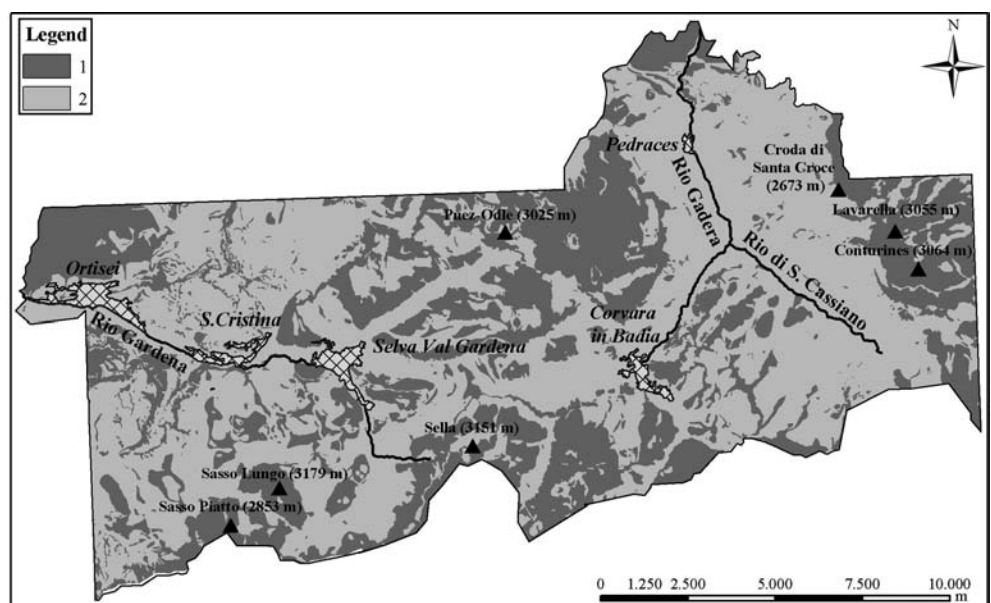 Legend
1
2
N
Pedraces
Croda di
Santa Croce
(2673 m)
Rio Gadera
Lavarella (3055 m)
Puez-Odle (3025 m)
Conturines (3064 m)
Rio di S. Cassiano
Ortisei
Rio Gardena
S.Cristina
Selva Val Gardena
Corvara
in Badia
Sella (3151 m)
Sasso Lungo (3179 m)
Sasso Piatto (2853 m)
0 1.250 2.500 5.000 7.500 10.000
m